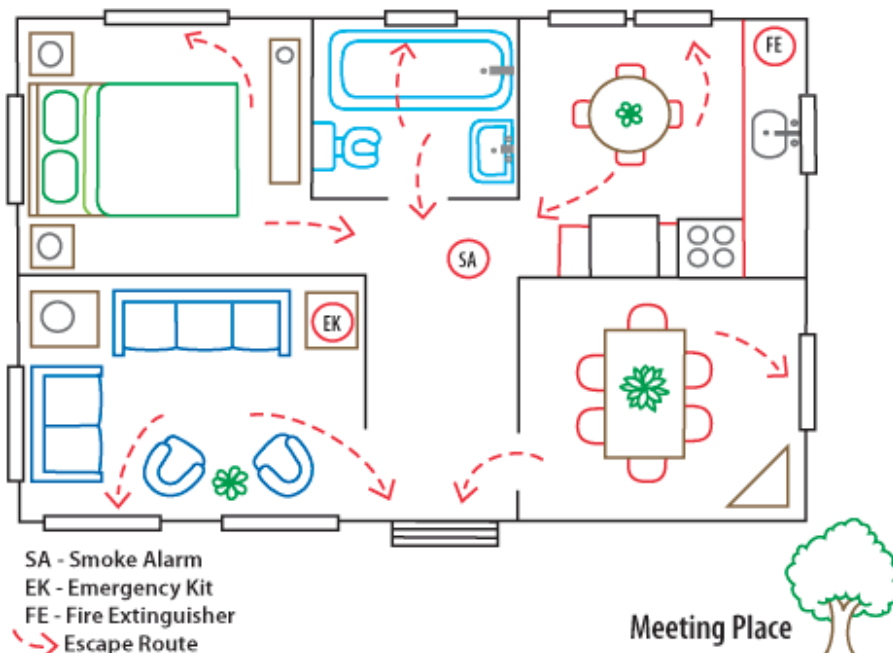 FE
SA
EK
SA - Smoke Alarm
EK - Emergency Kit
FE - Fire Extinguisher
Escape Route
Meeting Place